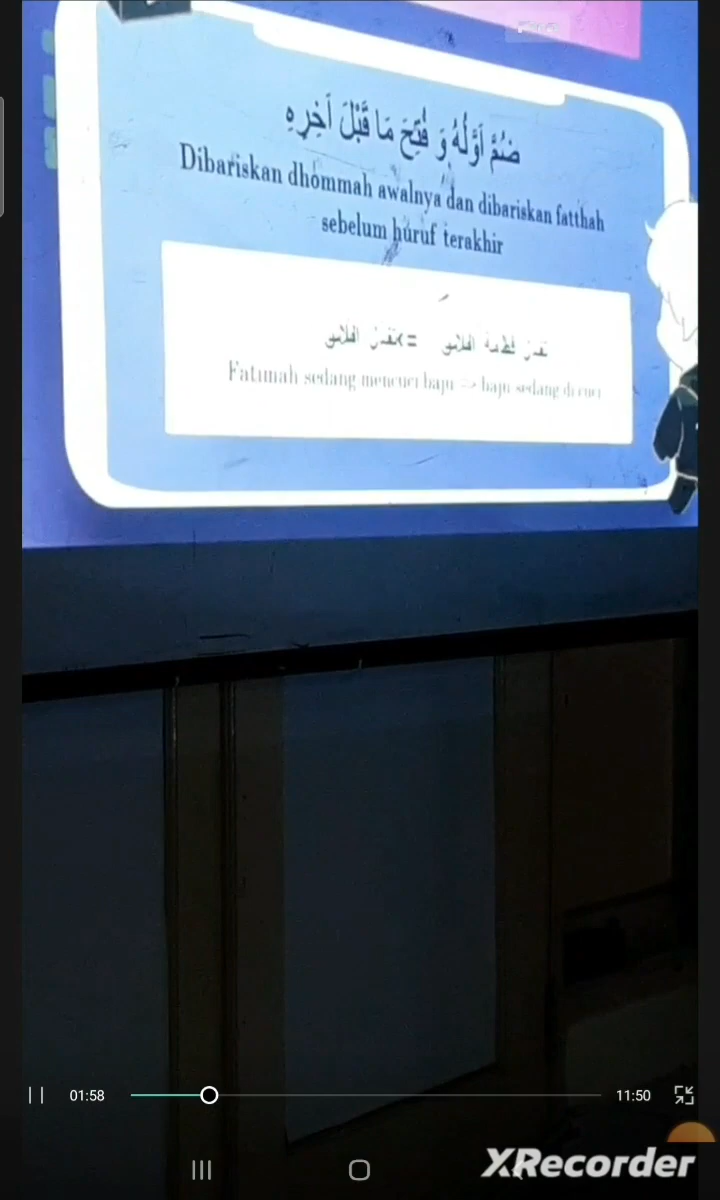 ضُمَّ اَوَّلُهُ وَ فُتِحَ مَا قَبْلَ اَخِرِهِ
Dibariskan dhommah awalnya dan dibariskan fatthah
sebelum huruf terakhir
Fatimah sedang mencuci baju => baju sedang di cuci
01:58
11:50
XRecorder